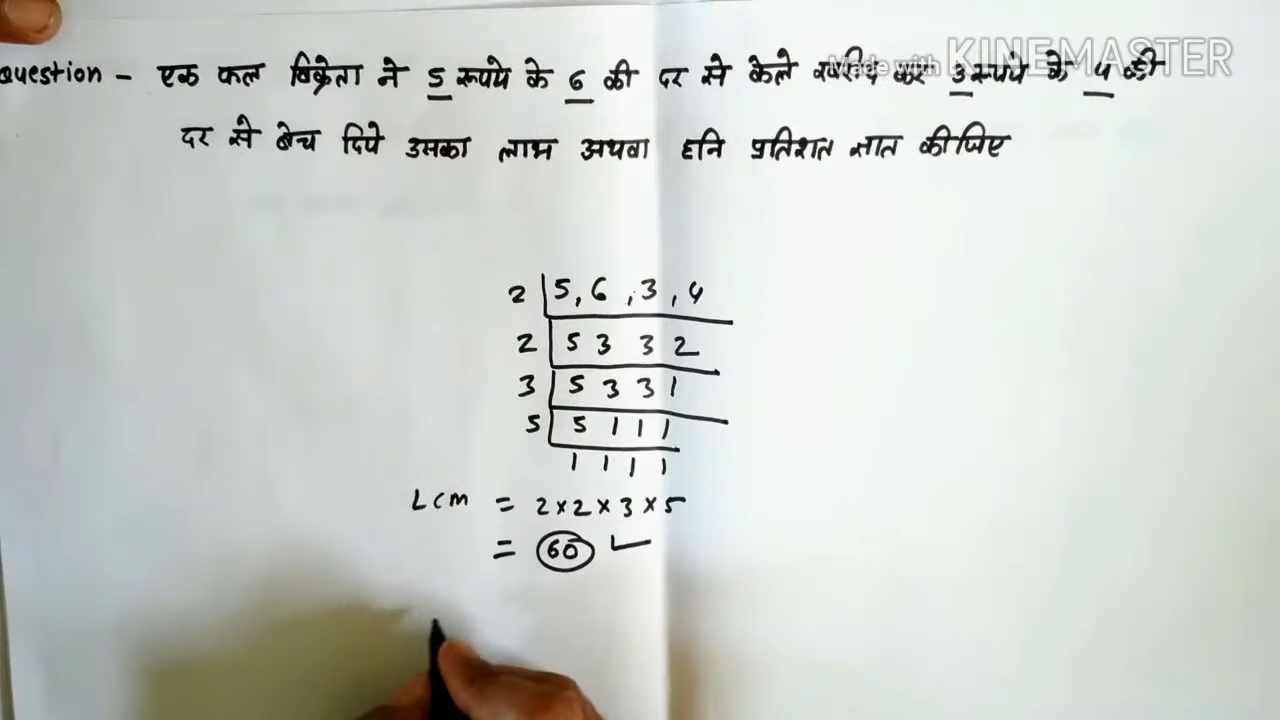 Made with KINEMASTER
Question - एक फल विक्रेता ने 5 रूपये के 6 की दर से केले खरीद कर 3 रूपये के 4 की
दर से बेच दिये उसका लाभ अथवा हनि प्रतिशत ज्ञात कीजिए
2 | 5, 6, 3, 4
2 | 5 3 3 2
3 | 5 3 3 1
5 | 5 1 1 1
1 1 1 1
LCM = 2 × 2 × 3 × 5
= 60 ✓